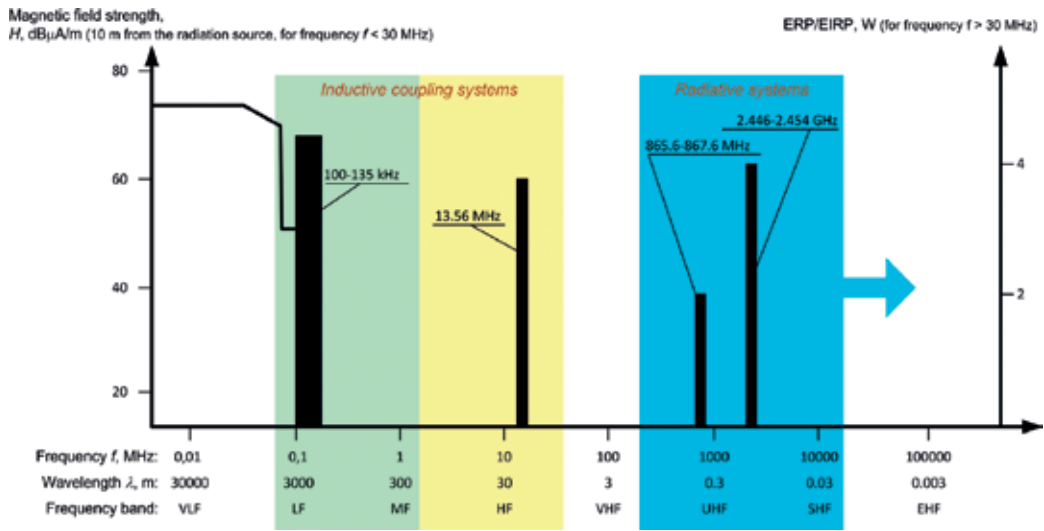 Magnetic field strength,
H, dBµA/m (10 m from the radiation source, for frequency f < 30 MHz)
ERP/EIRP, W (for frequency f > 30 MHz)
80
60
40
20
4
2
Inductive coupling systems
Radiative systems
2.446-2.454 GHz
865.6-867.6 MHz
100-135 kHz
13.56 MHz
Frequency f, MHz: 0,01 0,1 1 10 100 1000 10000 100000
Wavelength λ, m: 30000 3000 300 30 3 0.3 0.03 0.003
Frequency band: VLF LF MF HF VHF UHF SHF EHF